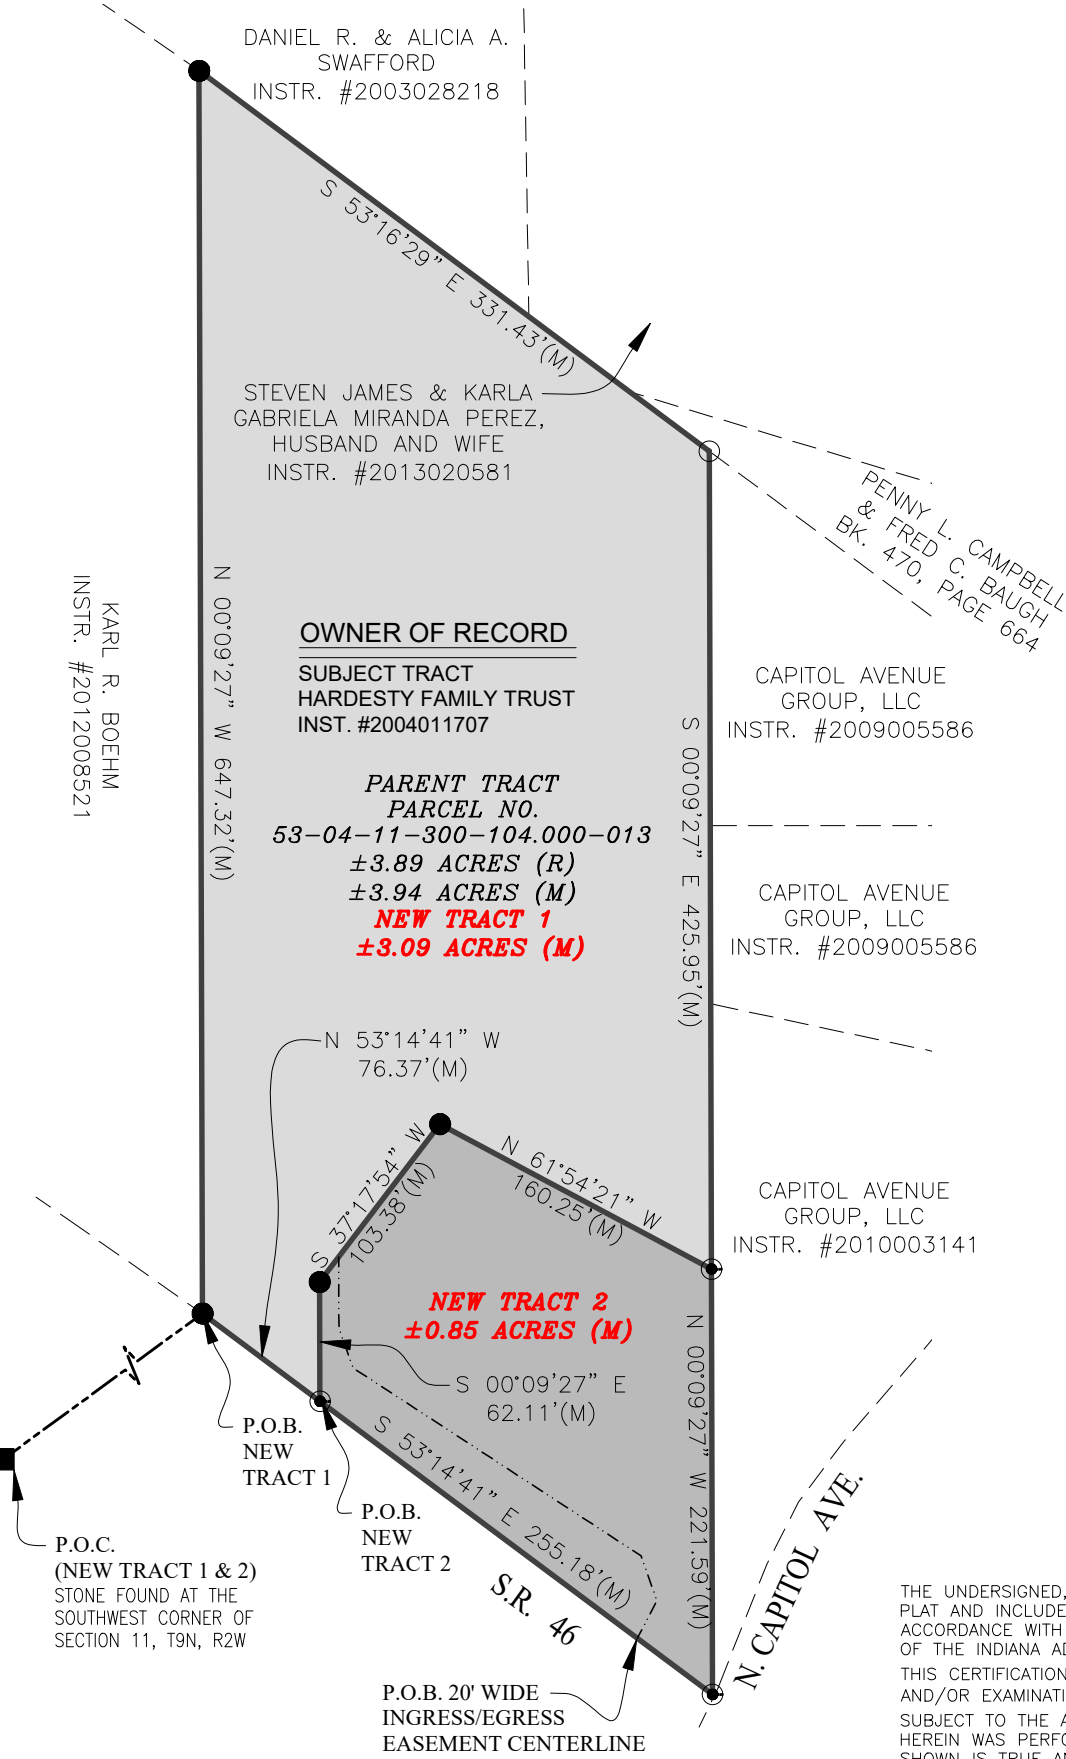 DANIEL R. & ALICIA A.
SWAFFORD
INSTR. #2003028218
S 53°16'29" E 331.43'(M)
STEVEN JAMES & KARLA
GABRIELA MIRANDA PEREZ,
HUSBAND AND WIFE
INSTR. #2013020581
PENNY L. CAMPBELL
& FRED C. BAUGH
BK. 470, PAGE 664
KARL R. BOEHM
INSTR. #2012008521
N 00°09'27" W 647.32'(M)
OWNER OF RECORD
SUBJECT TRACT
HARDESTY FAMILY TRUST
INST. #2004011707
PARENT TRACT
PARCEL NO.
53-04-11-300-104.000-013
±3.89 ACRES (R)
±3.94 ACRES (M)
NEW TRACT 1
±3.09 ACRES (M)
S 00°09'27" E 425.95'(M)
CAPITOL AVENUE
GROUP, LLC
INSTR. #2009005586
CAPITOL AVENUE
GROUP, LLC
INSTR. #2009005586
N 53°14'41" W
76.37'(M)
S 37°17'54" W
103.38'(M)
N 61°54'21" W
160.25'(M)
CAPITOL AVENUE
GROUP, LLC
INSTR. #2010003141
NEW TRACT 2
±0.85 ACRES (M)
S 00°09'27" E
62.11'(M)
N 00°09'27" W 221.59'(M)
S 53°14'41" E 255.18'(M)
P.O.B.
NEW
TRACT 1
P.O.B.
NEW
TRACT 2
P.O.C.
(NEW TRACT 1 & 2)
STONE FOUND AT THE
SOUTHWEST CORNER OF
SECTION 11, T9N, R2W
S.R. 46
N. CAPITOL AVE.
P.O.B. 20' WIDE
INGRESS/EGRESS
EASEMENT CENTERLINE
THE UNDERSIGNED,
PLAT AND INCLUDE
ACCORDANCE WITH
OF THE INDIANA AD
THIS CERTIFICATION
AND/OR EXAMINATI
SUBJECT TO THE A
HEREIN WAS PERFO
SHOWN IS TRUE AN